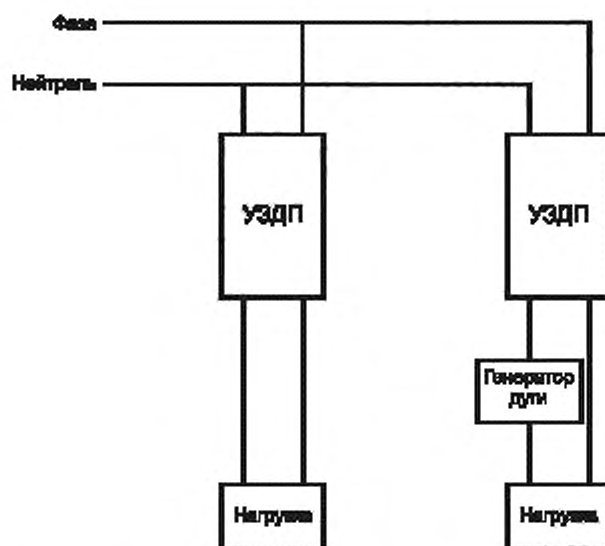 Фаза
Нейтраль
УЗДП
УЗДП
Генератор
дуги
Нагрузка
Нагрузка